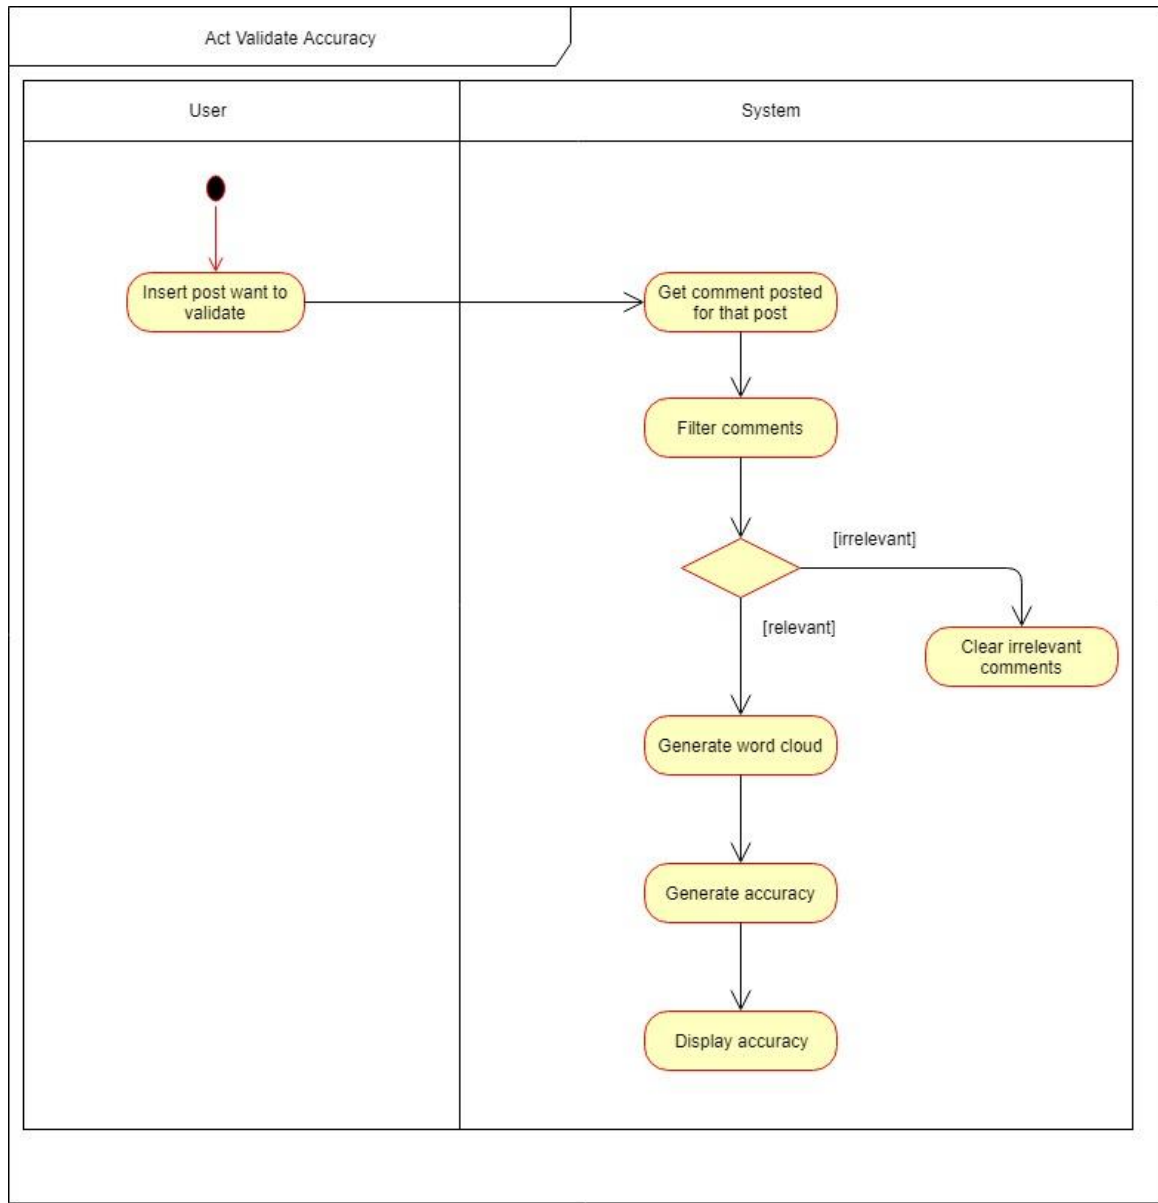 Act Validate Accuracy
User
System
Insert post want to
validate
Get comment posted
for that post
Filter comments
[irrelevant]
[relevant]
Clear irrelevant
comments
Generate word cloud
Generate accuracy
Display accuracy